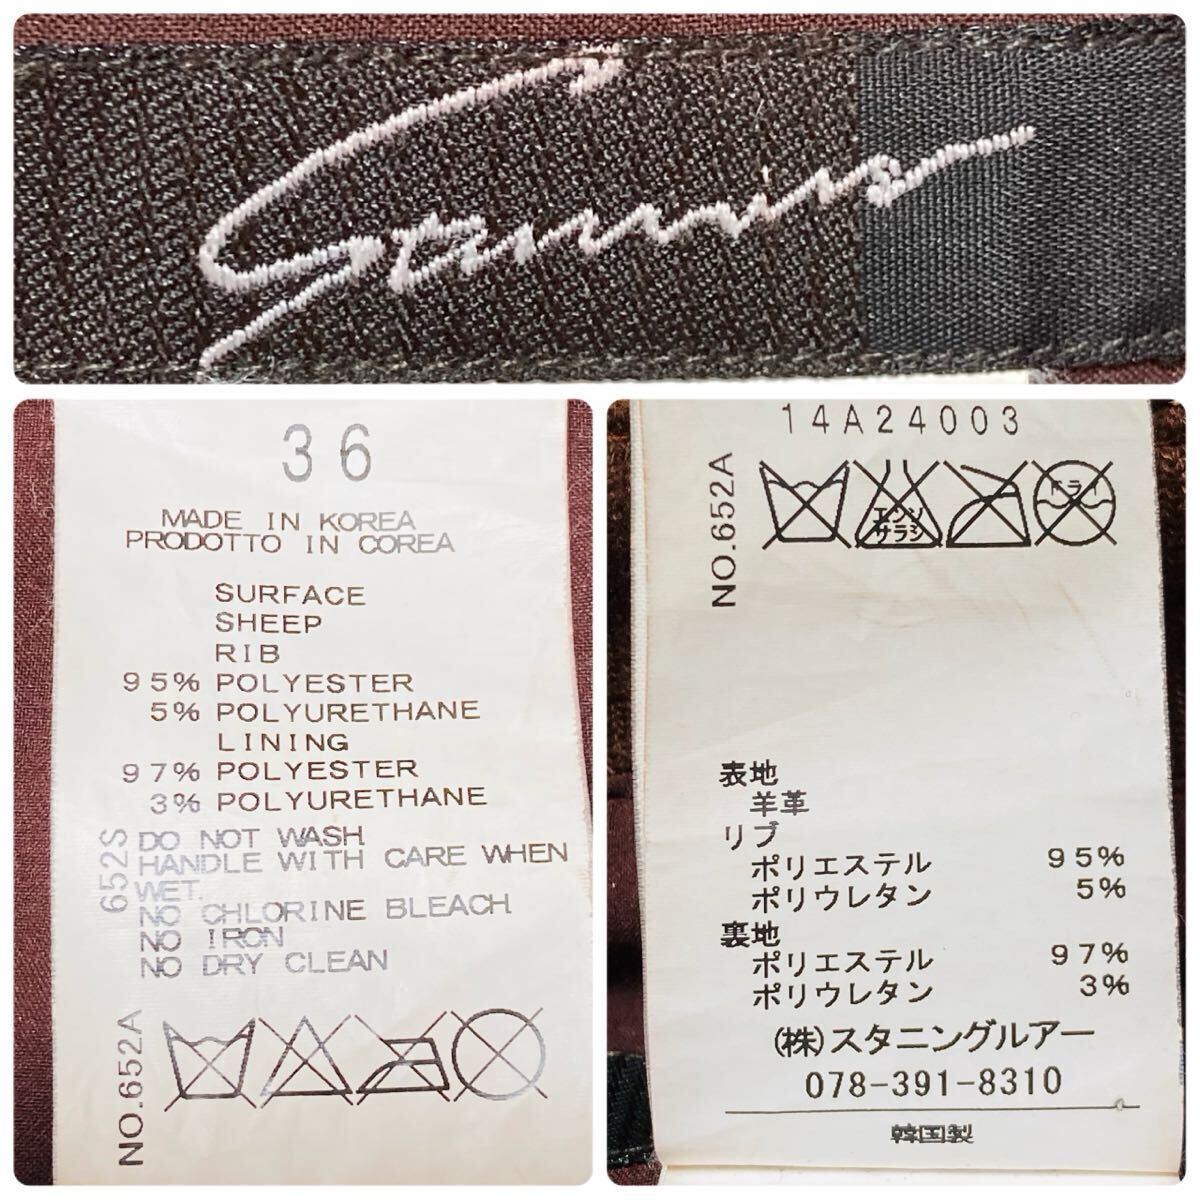 36
MADE IN KOREA
PRODOTTO IN COREA
SURFACE
SHEEP
RIB
95% POLYESTER
5% POLYURETHANE
LINING
97% POLYESTER
3% POLYURETHANE
652S
DO NOT WASH
HANDLE WITH CARE WHEN
WET.
NO CHLORINE BLEACH
NO IRON
NO DRY CLEAN
NO.652A
14A24003
NO.652A
エンソ
サラシ
ドライ
表地
羊革
リブ
ポリエステル 95%
ポリウレタン 5%
裏地
ポリエステル 97%
ポリウレタン 3%
(株)スタニングルアー
078-391-8310
韓国製